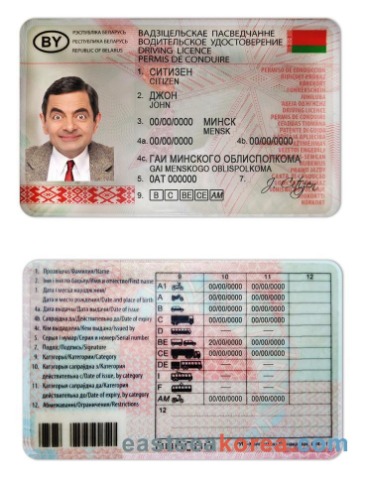 BY
РЭСПУБЛІКА БЕЛАРУСЬ
РЕСПУБЛИКА БЕЛАРУСЬ
REPUBLIC OF BELARUS
ВАДЗІЦЕЛЬСКАЕ ПАСВЕДЧАННЕ
ВОДИТЕЛЬСКОЕ УДОСТОВЕРЕНИЕ
DRIVING LICENCE
PERMIS DE CONDUIRE
1. СИТИЗЕН
CITIZEN
2. ДЖОН
JOHN
3. 00/00/0000 МИНСК
MENSK
4a. 00/00/0000 4b. 00/00/0000
4c. ГАИ МИНСКОГО ОБЛИСПОЛКОМА
GAI MENSKOGO OBLISPOLKOMA
5. 0AT 000000 7.
9. B C BE CE AM
1. Прозвішча/Фамилия/Name
3. Дата і месца нараджэння/
Дата и место рождения/Date and place of birth
4a. Дата выдачы/Дата выдачи/Date of issue
4b. Сапраўдна да/Действительно до/Date of expiry
4c. Кім выдадзена/Кем выдано/Issued by
5. Серыя і нумар/Серия и номер/Serial number
7. Подпіс/Подпись/Signature
9. Катэгорыі/Категории/Category
10. Катэгорыя сапраўдна з/Категория
действительна с/Date of issue, by category
11. Катэгорыя сапраўдна да/Категория
действительна до/Date of expiry, by category
12. Абмежаванні/Ограничения/Restrictions
9 10 11 12
A1 00/00/0000 00/00/0000
A 00/00/0000 00/00/0000
B 00/00/0000 00/00/0000
C 00/00/0000 00/00/0000
D — —
BE 20/00/0000 00/00/0000
CE 00/00/0000 00/00/0000
DE — —
F — —
I — —
AM 00/00/0000 00/00/0000
12
easternkorea.com